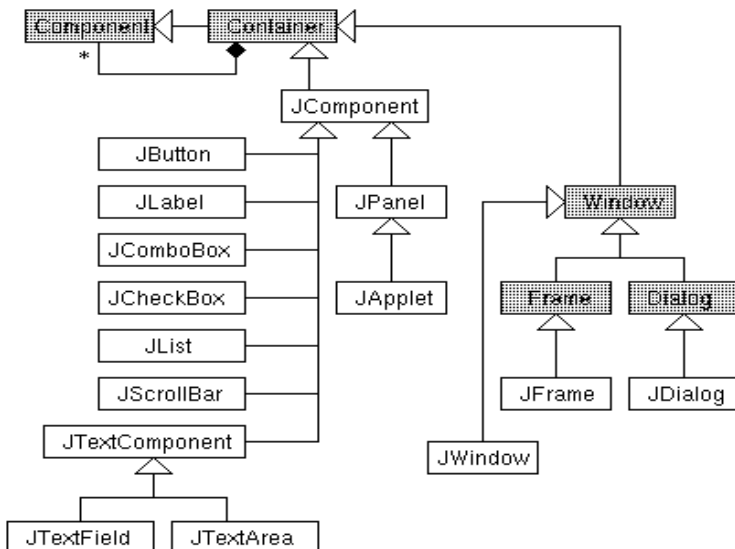 Component
Container
*
JComponent
JButton
JLabel
JPanel
Window
JComboBox
JCheckBox
JApplet
Frame
Dialog
JList
JScrollBar
JFrame
JDialog
JTextComponent
JWindow
JTextField
JTextArea